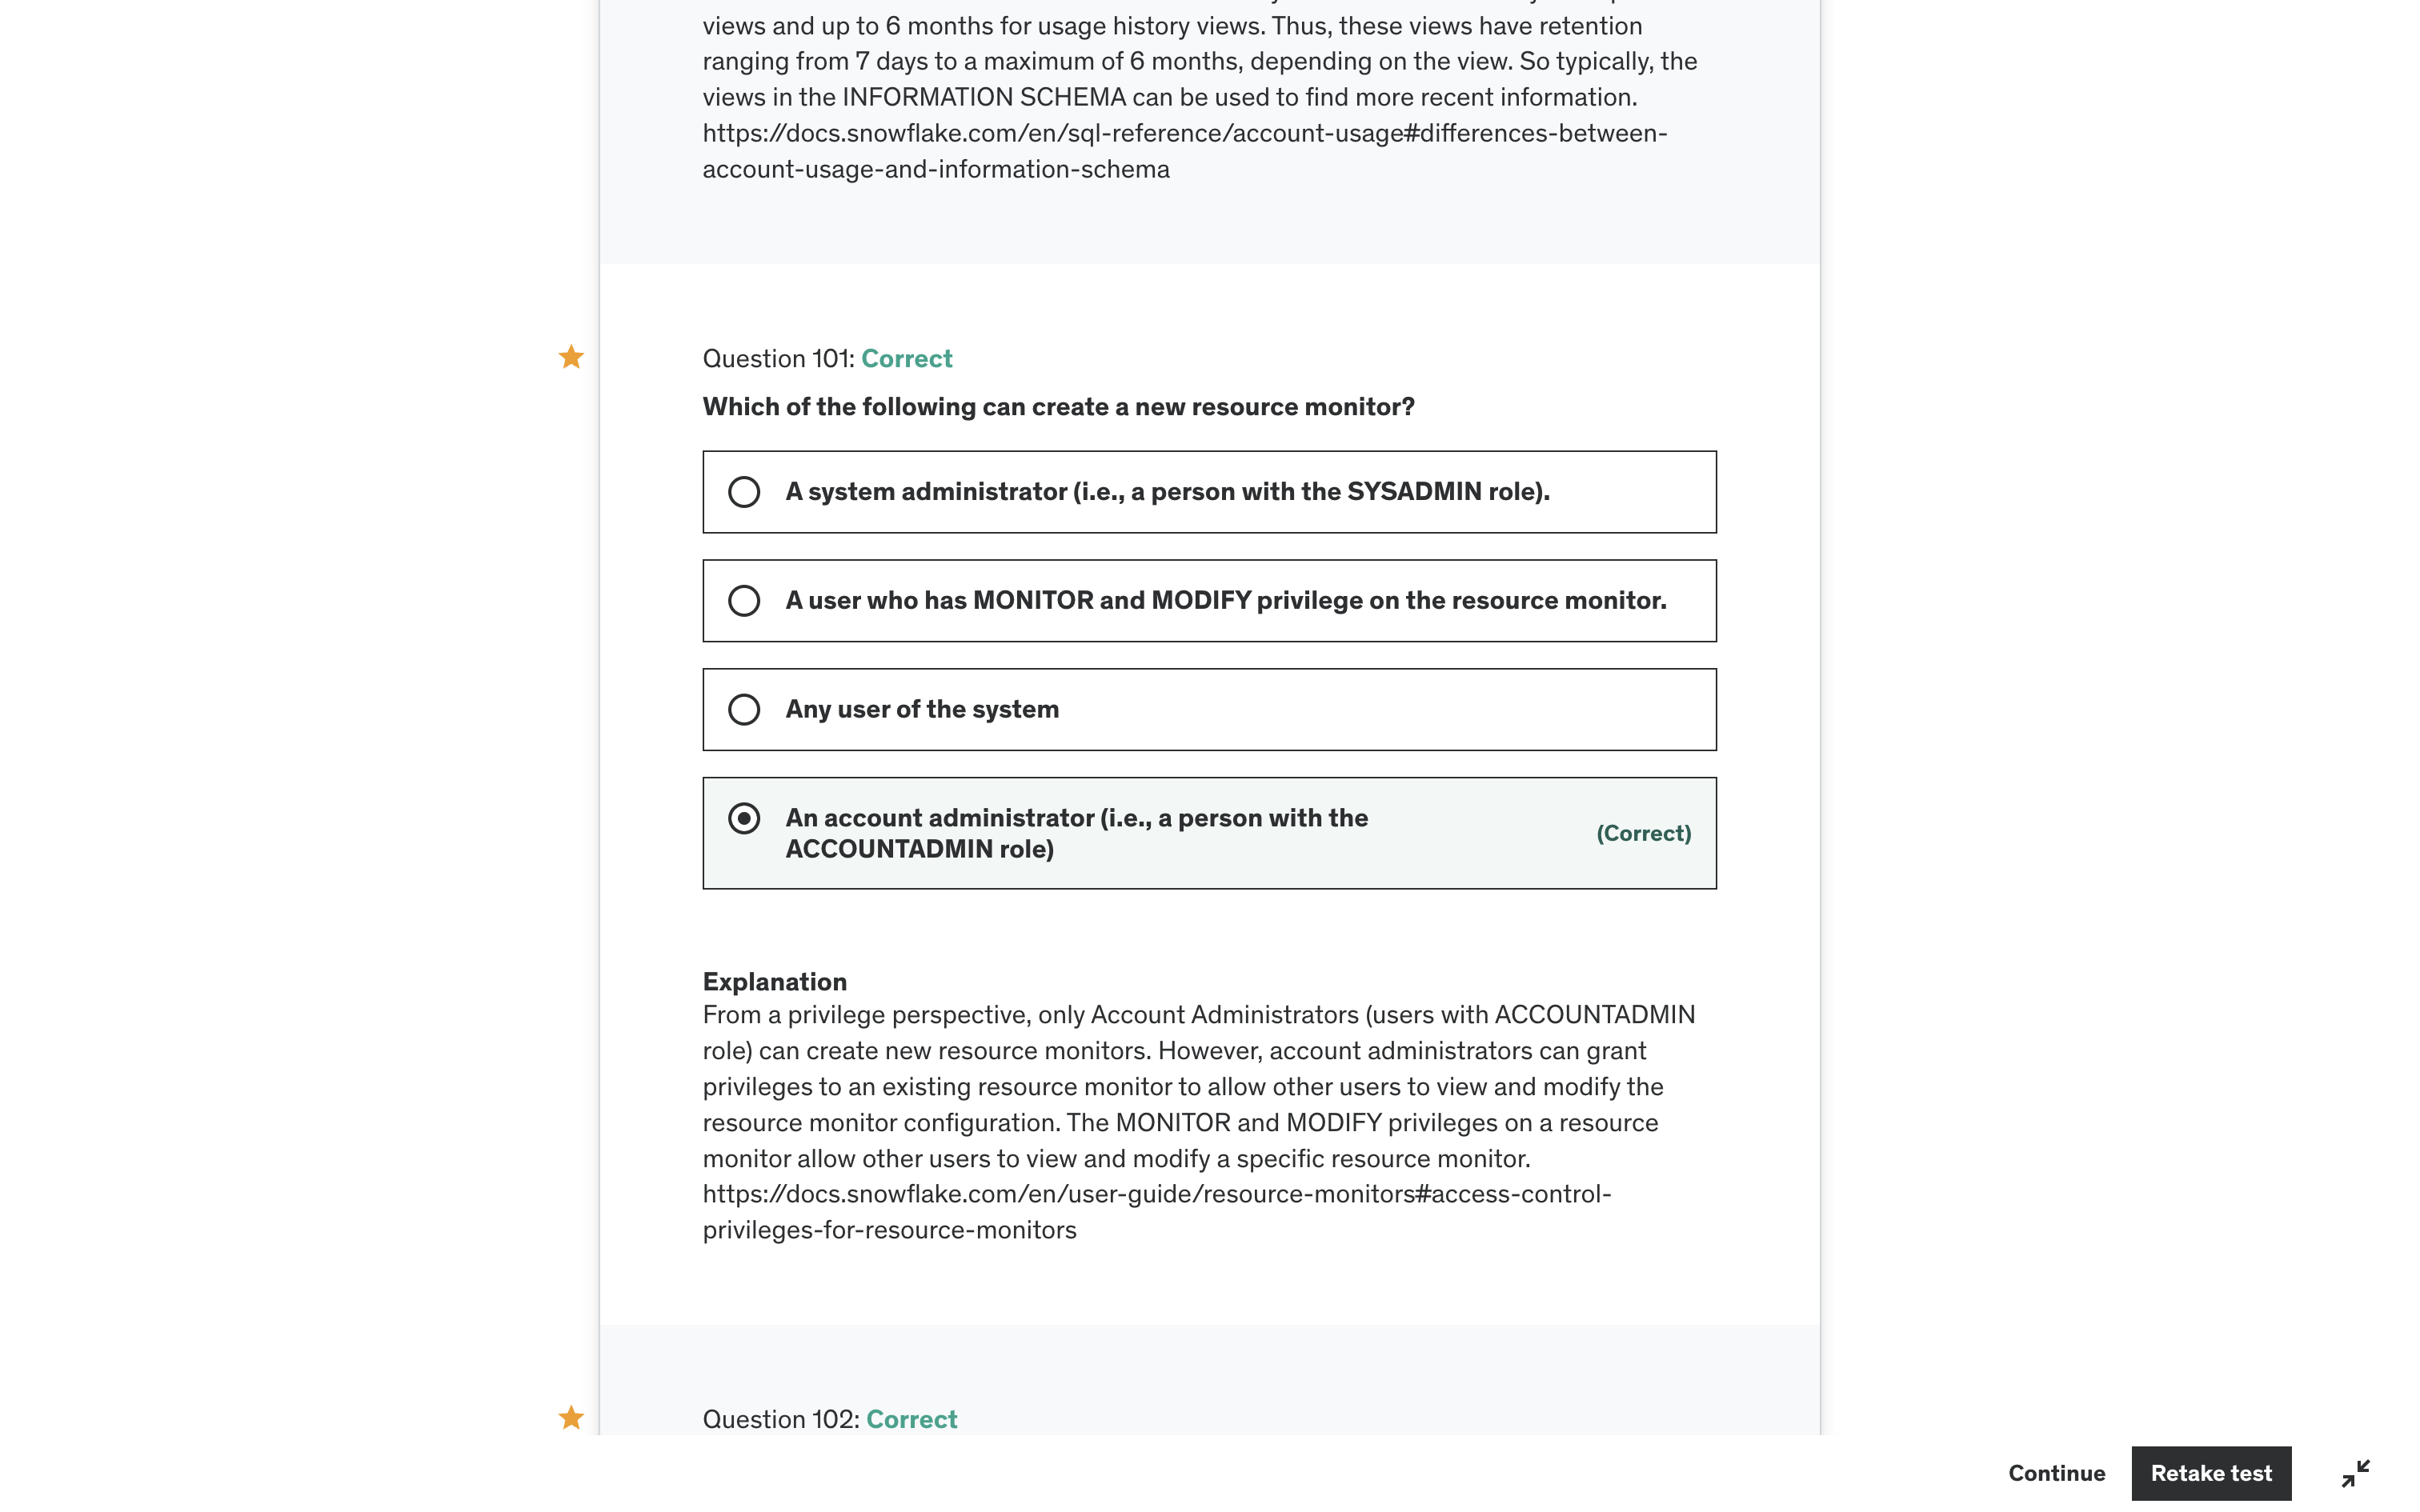 views and up to 6 months for usage history views. Thus, these views have retention
ranging from 7 days to a maximum of 6 months, depending on the view. So typically, the
views in the INFORMATION SCHEMA can be used to find more recent information.
https://docs.snowflake.com/en/sql-reference/account-usage#differences-between-
account-usage-and-information-schema
Question 101: Correct
Which of the following can create a new resource monitor?
A system administrator (i.e., a person with the SYSADMIN role).
A user who has MONITOR and MODIFY privilege on the resource monitor.
Any user of the system
An account administrator (i.e., a person with the
ACCOUNTADMIN role)
(Correct)
Explanation
From a privilege perspective, only Account Administrators (users with ACCOUNTADMIN
role) can create new resource monitors. However, account administrators can grant
privileges to an existing resource monitor to allow other users to view and modify the
resource monitor configuration. The MONITOR and MODIFY privileges on a resource
monitor allow other users to view and modify a specific resource monitor.
https://docs.snowflake.com/en/user-guide/resource-monitors#access-control-
privileges-for-resource-monitors
Question 102: Correct
Continue
Retake test